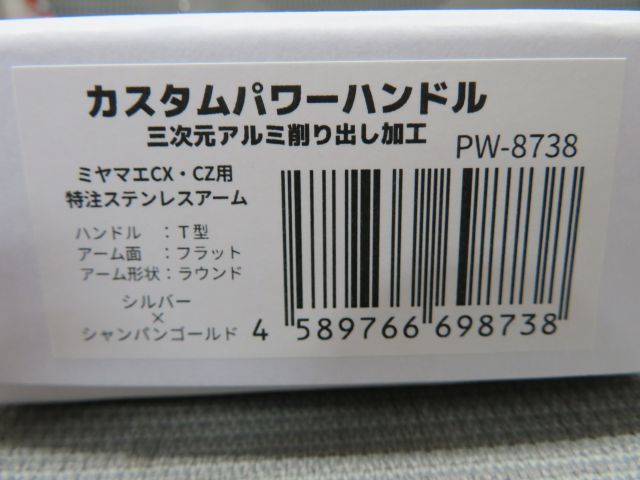 カスタムパワーハンドル
三次元アルミ削り出し加工
PW-8738
ミヤマエCX・CZ用
特注ステンレスアーム
ハンドル ：T型
アーム面 ：フラット
アーム形状：ラウンド
シルバー
×
シャンパンゴールド
4 589766 698738